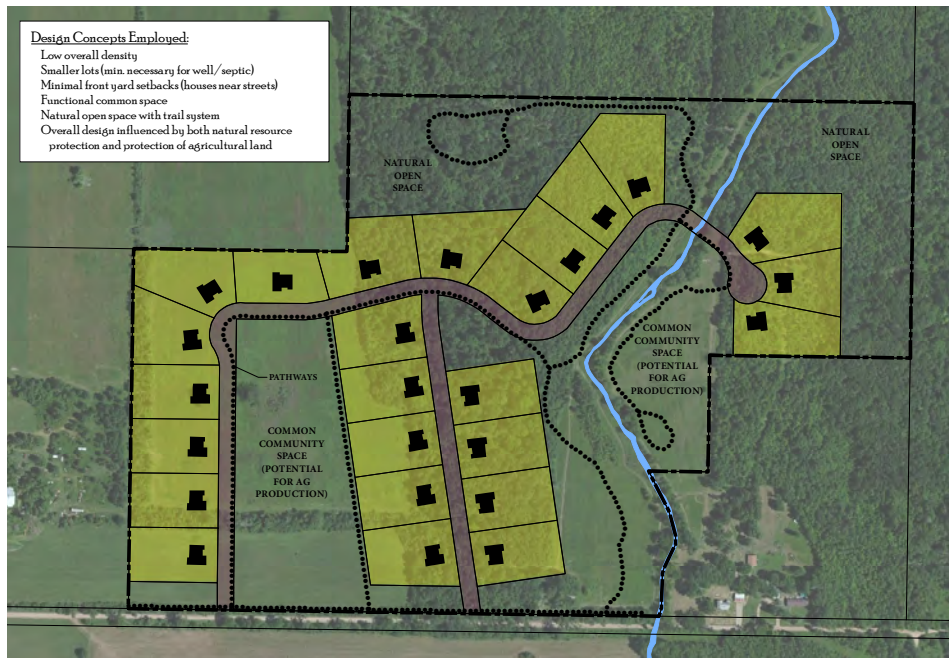 Design Concepts Employed:
Low overall density
Smaller lots (min. necessary for well/septic)
Minimal front yard setbacks (houses near streets)
Functional common space
Natural open space with trail system
Overall design influenced by both natural resource
protection and protection of agricultural land
NATURAL
OPEN
SPACE
NATURAL
OPEN
SPACE
COMMON
COMMUNITY
SPACE
(POTENTIAL
FOR AG
PRODUCTION)
PATHWAYS
COMMON
COMMUNITY
SPACE
(POTENTIAL
FOR AG
PRODUCTION)